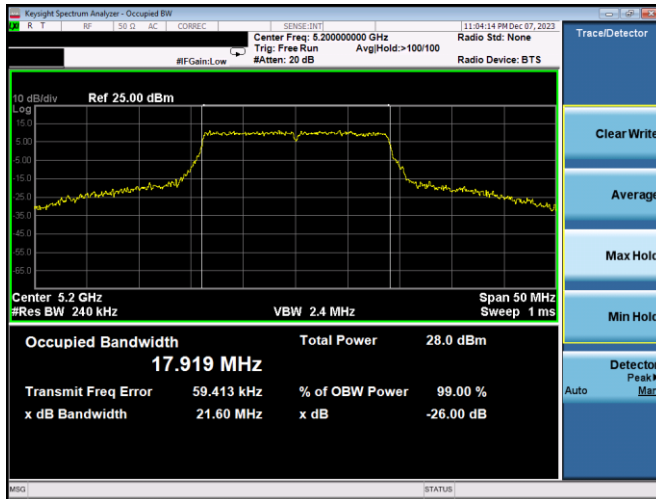 Keysight Spectrum Analyzer - Occupied BW
R T RF 50 Ω AC CORREC SENSE:INT 11:04:14 PM Dec 07, 2023
Center Freq: 5.200000000 GHz Radio Std: None
Trig: Free Run Avg|Hold:>100/100
#IFGain:Low #Atten: 20 dB Radio Device: BTS
Trace/Detector
10 dB/div Ref 25.00 dBm
Log
15.0
5.00
-5.00
-15.0
-25.0
-35.0
-45.0
-55.0
-65.0
Center 5.2 GHz Span 50 MHz
#Res BW 240 kHz VBW 2.4 MHz Sweep 1 ms
Occupied Bandwidth Total Power 28.0 dBm
17.919 MHz
Transmit Freq Error 59.413 kHz % of OBW Power 99.00 %
x dB Bandwidth 21.60 MHz x dB -26.00 dB
Clear Write
Average
Max Hold
Min Hold
Detector
Peak
Auto Man
MSG STATUS